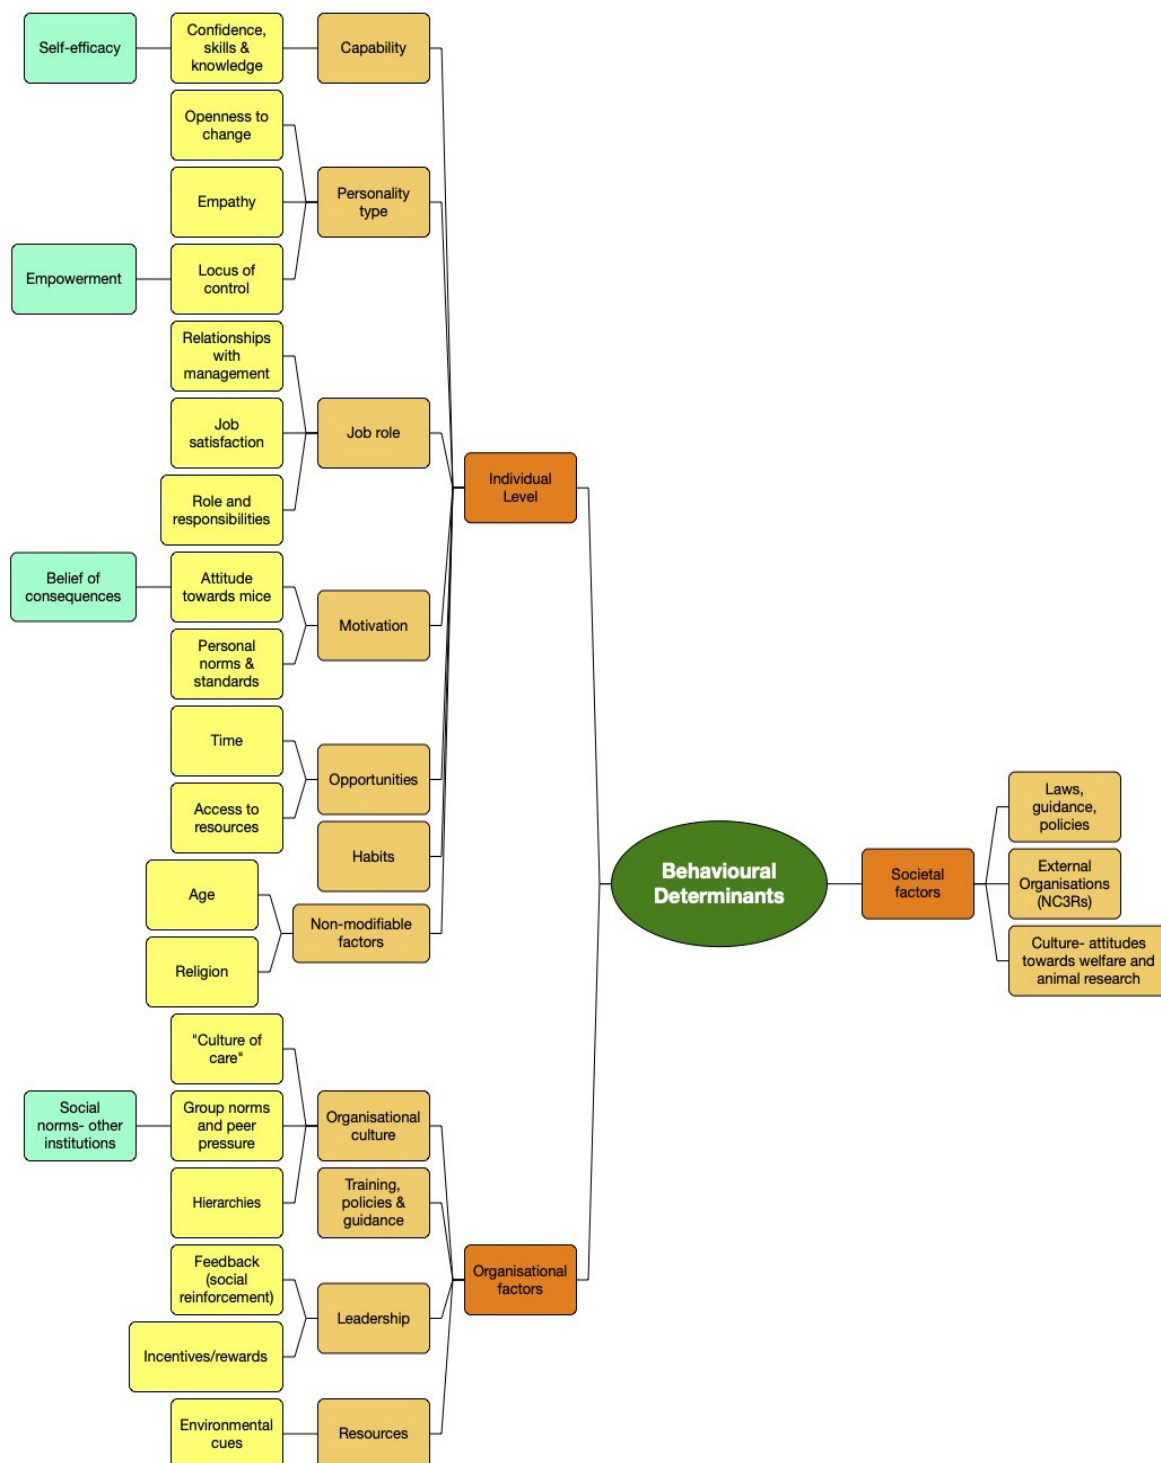 Self-efficacy
Confidence,
skills &
knowledge
Capability
Openness to
change
Empathy
Personality
type
Empowerment
Locus of
control
Relationships
with
management
Job
satisfaction
Job role
Role and
responsibilities
Individual
Level
Belief of
consequences
Attitude
towards mice
Motivation
Personal
norms &
standards
Time
Opportunities
Access to
resources
Habits
Age
Non-modifiable
factors
Religion
Behavioural
Determinants
Societal
factors
Laws,
guidance,
policies
External
Organisations
(NC3Rs)
Culture- attitudes
towards welfare and
animal research
"Culture of
care"
Social
norms- other
institutions
Group norms
and peer
pressure
Organisational
culture
Hierarchies
Training,
policies &
guidance
Feedback
(social
reinforcement)
Organisational
factors
Leadership
Incentives/rewards
Environmental
cues
Resources